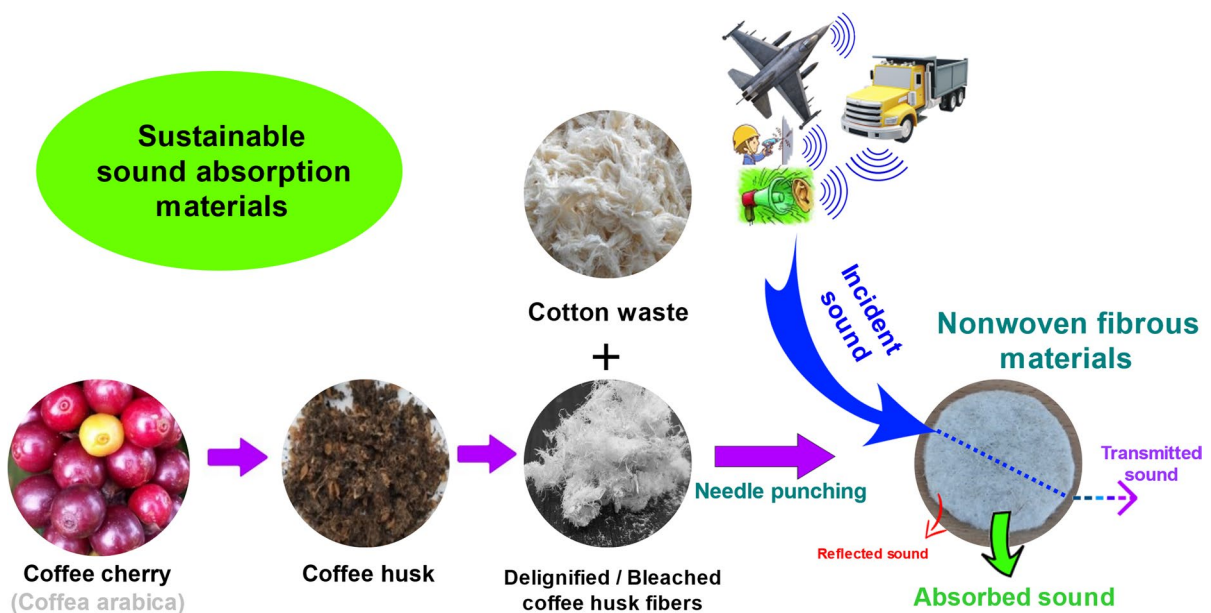 Sustainable
sound absorption
materials
Cotton waste
+
Incident
sound
Nonwoven fibrous
materials
Coffee cherry
(Coffea arabica)
Coffee husk
Delignified / Bleached
coffee husk fibers
Needle punching
Transmitted
sound
Reflected sound
Absorbed sound